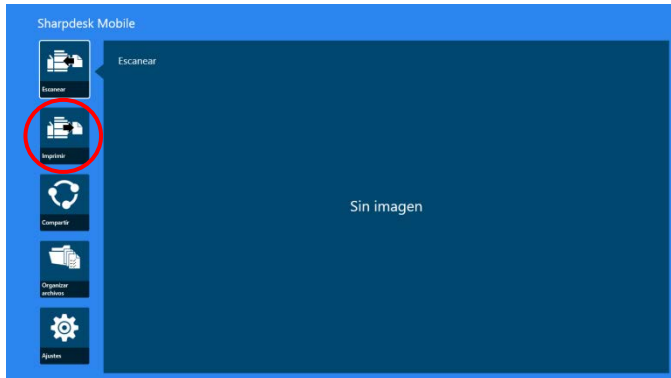 Sharpdesk Mobile
Escanear
Escanear
Imprimir
Sin imagen
Compartir
Organizar
archivos
Ajustes